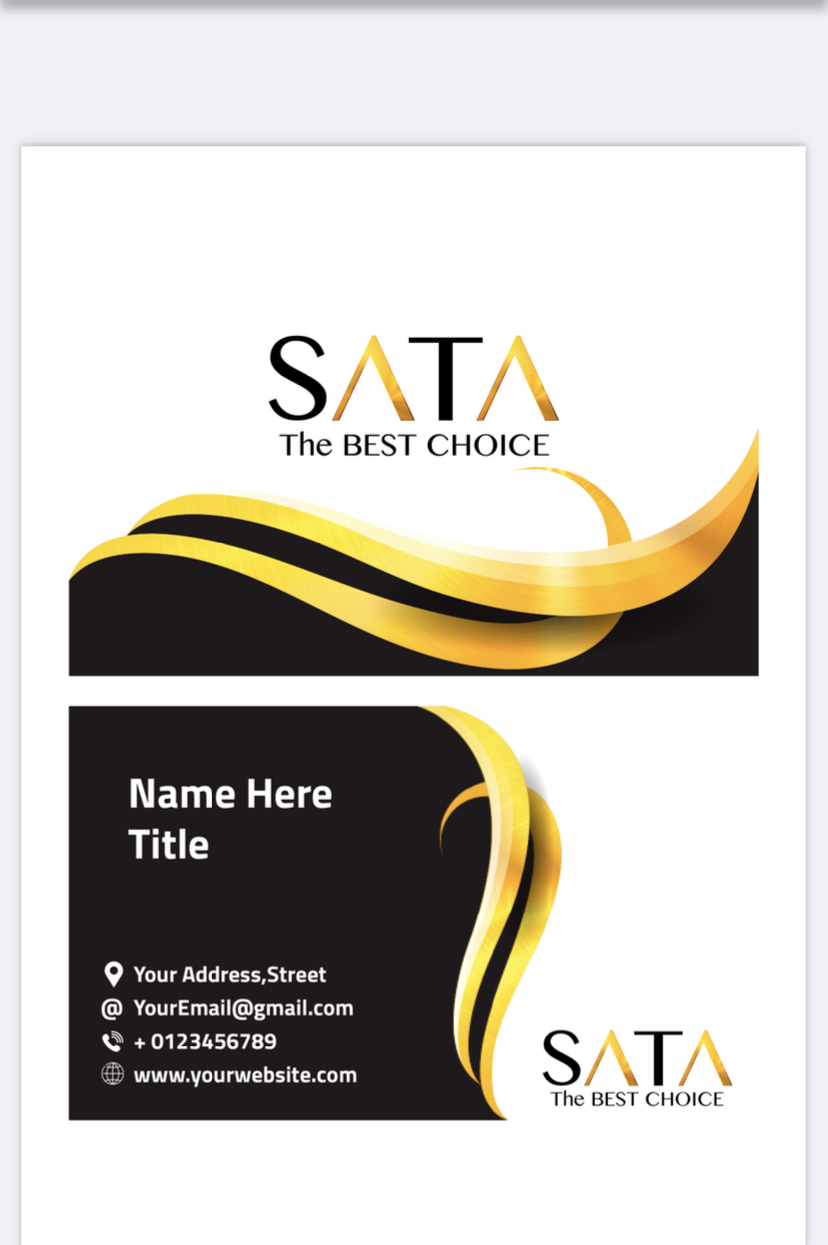 SATA
The BEST CHOICE
Name Here
Title
Your Address,Street
@ YourEmail@gmail.com
+ 0123456789
www.yourwebsite.com
SATA
The BEST CHOICE